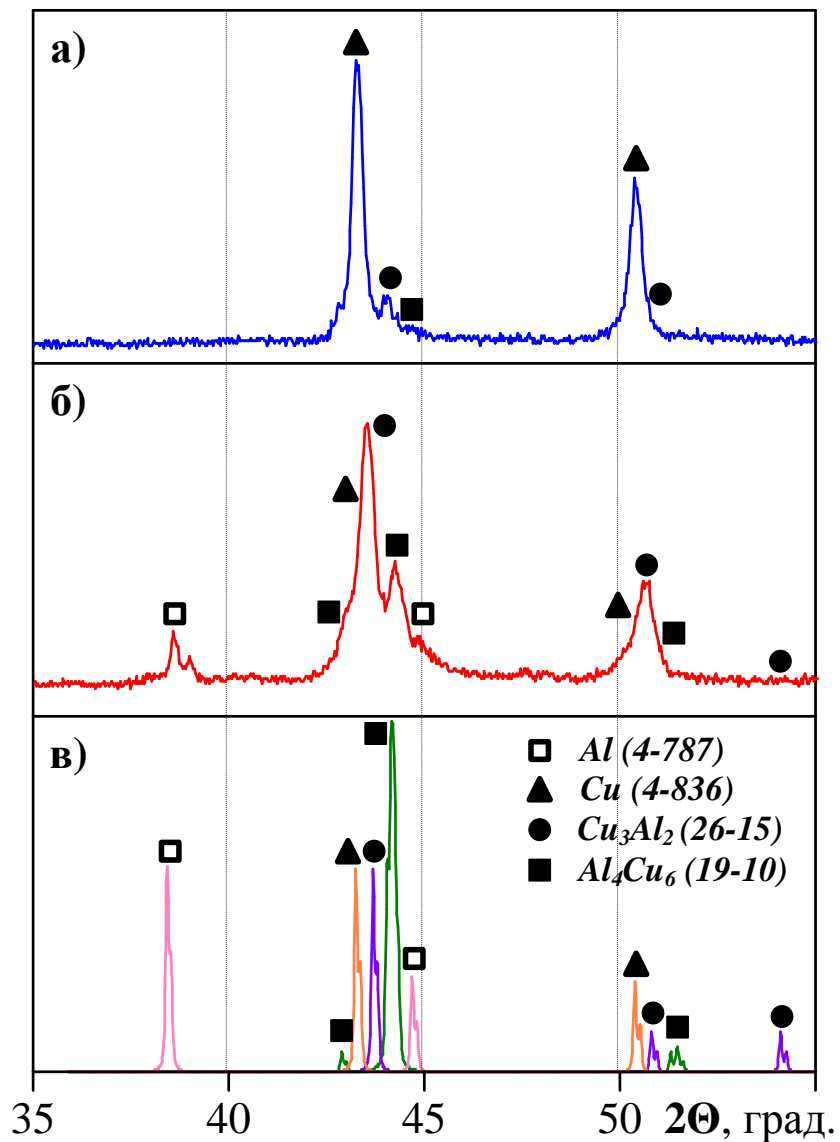 а)
б)
в)
Al (4-787)
Cu (4-836)
Cu₃Al₂ (26-15)
Al₄Cu₆ (19-10)
35 40 45 50 2Θ, град.